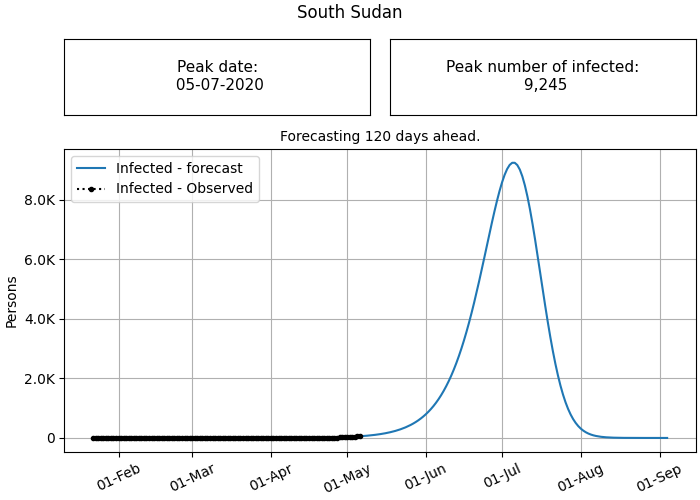 South Sudan
Peak date:
05-07-2020
Peak number of infected:
9,245
Forecasting 120 days ahead.
Infected - forecast
Infected - Observed
Persons
8.0K
6.0K
4.0K
2.0K
0
01-Feb
01-Mar
01-Apr
01-May
01-Jun
01-Jul
01-Aug
01-Sep